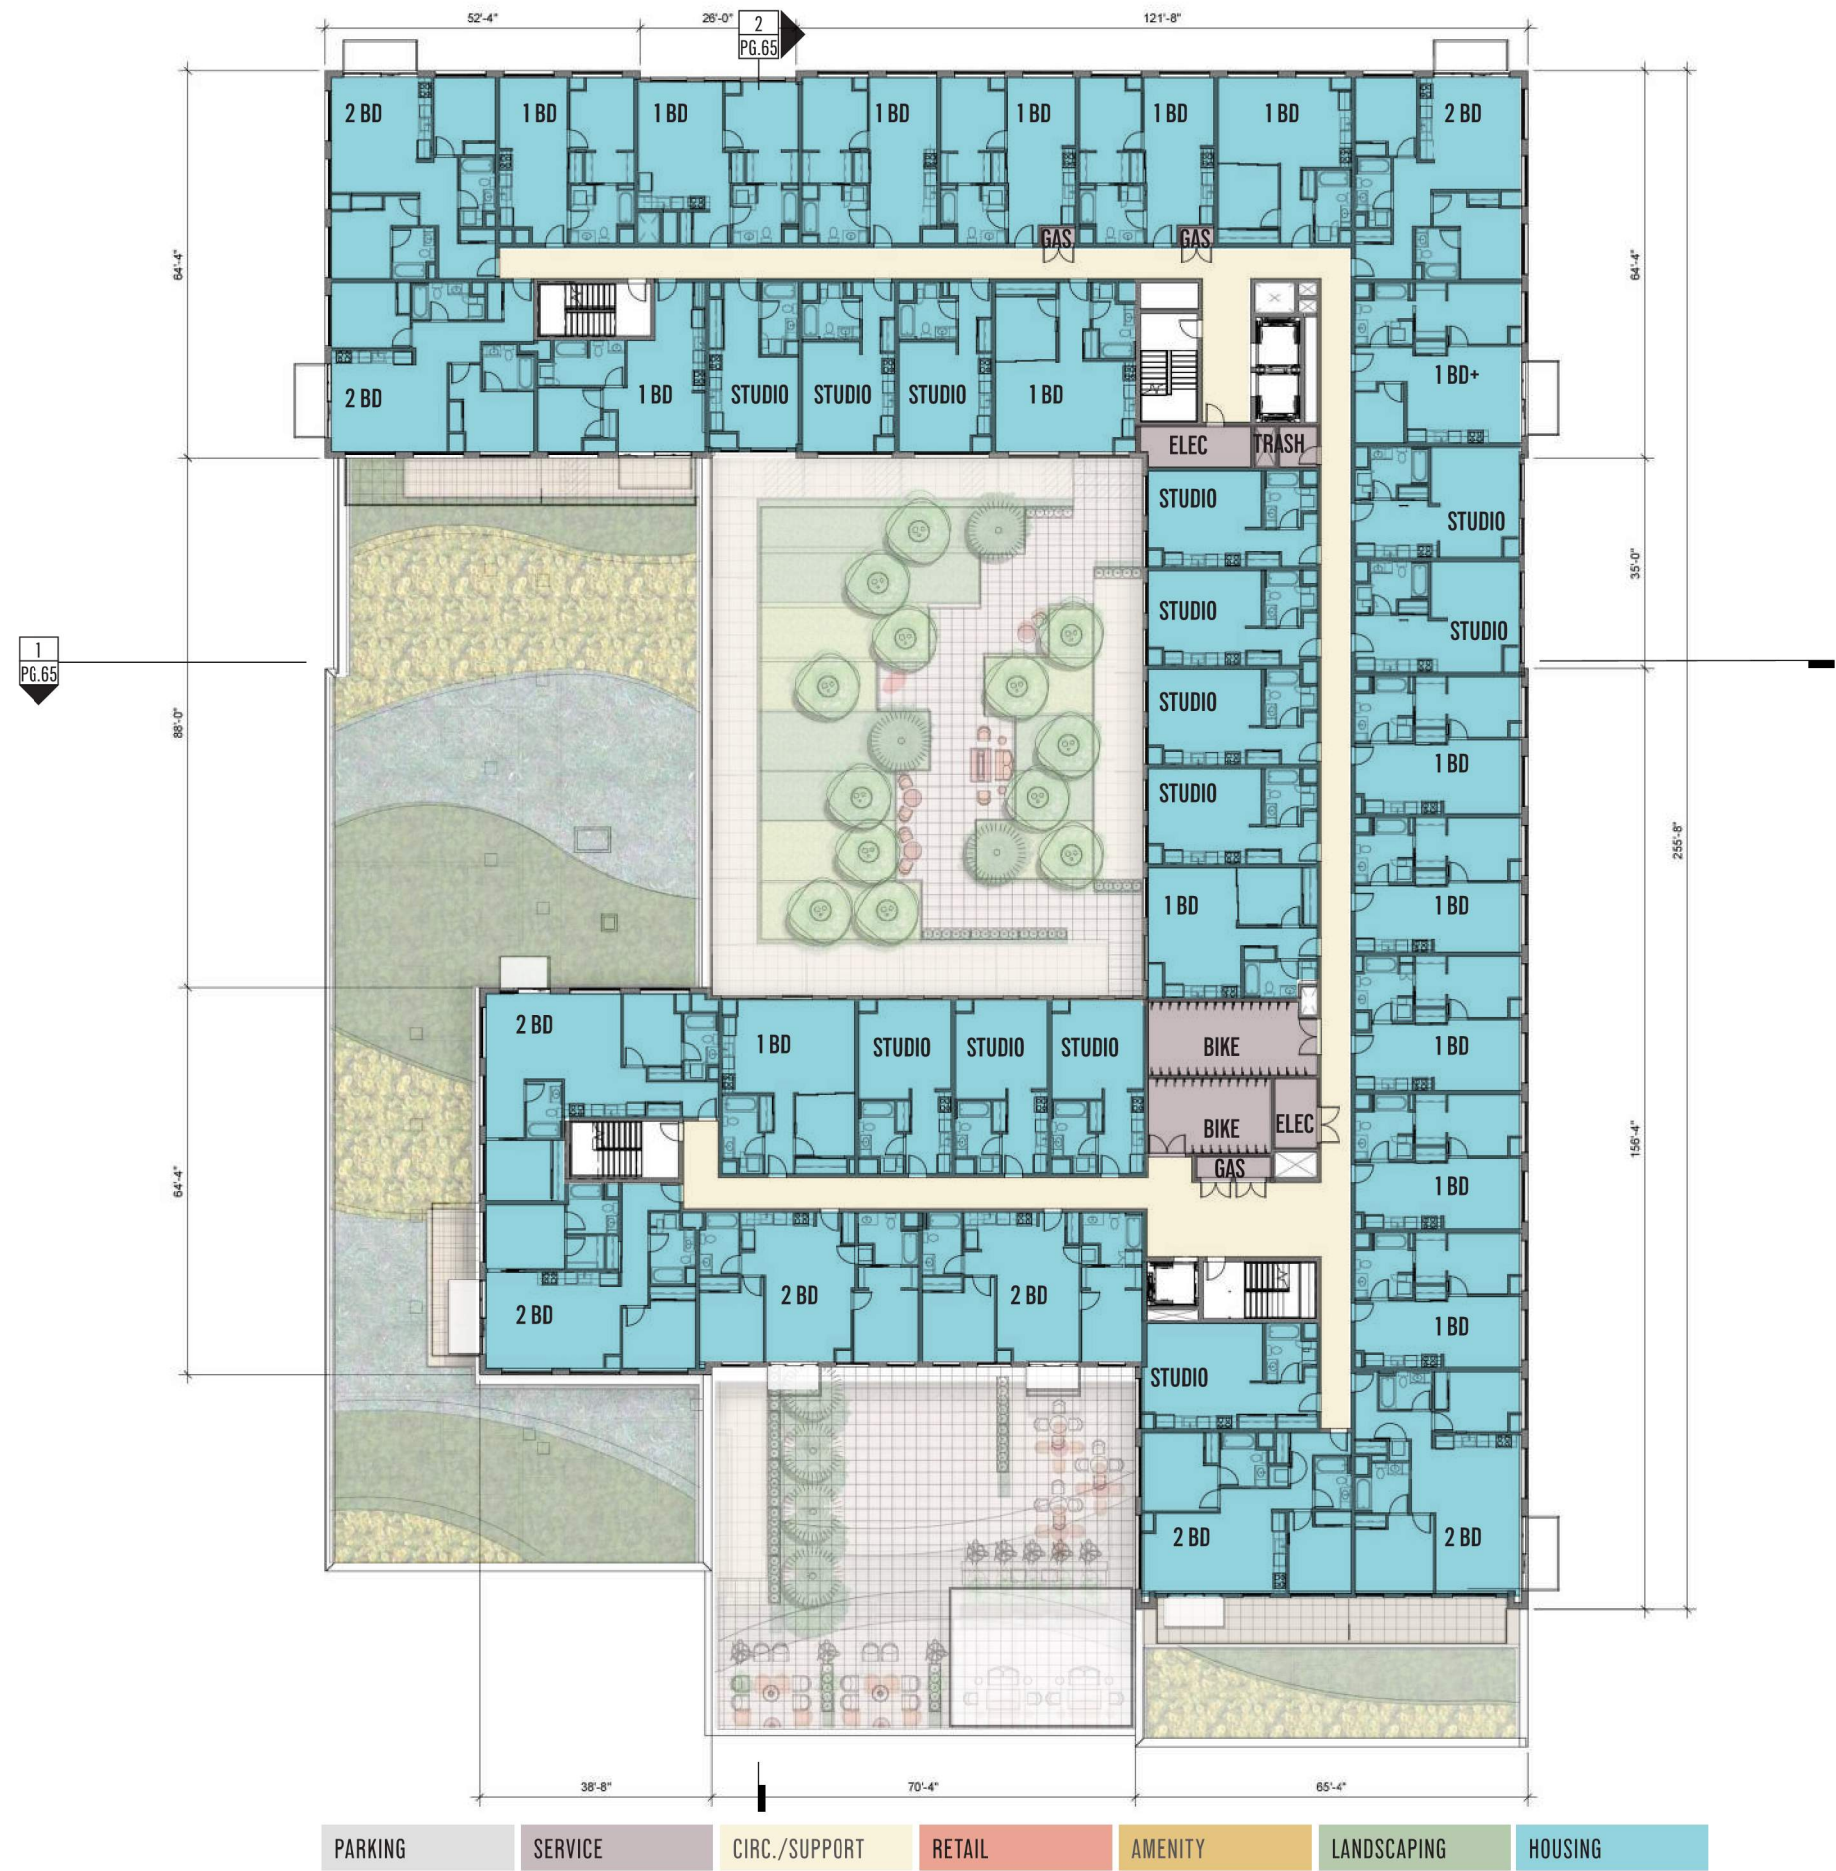 52'-4" 26'-0" 121'-8"
2
PG.65
2 BD 1 BD 1 BD 1 BD 1 BD 1 BD 1 BD 2 BD
GAS GAS
64'-4" 64'-4"
2 BD 1 BD STUDIO STUDIO STUDIO 1 BD 1 BD+
ELEC TRASH
STUDIO STUDIO
35'-0"
STUDIO STUDIO
1
PG.65
88'-0"
STUDIO
1 BD
STUDIO
255'-8"
1 BD 1 BD
2 BD 1 BD STUDIO STUDIO STUDIO BIKE 1 BD
BIKE ELEC
156'-4"
64'-4"
GAS 1 BD
2 BD 2 BD 2 BD 1 BD
STUDIO
2 BD 2 BD
38'-8" 70'-4" 65'-4"
PARKING SERVICE CIRC./SUPPORT RETAIL AMENITY LANDSCAPING HOUSING